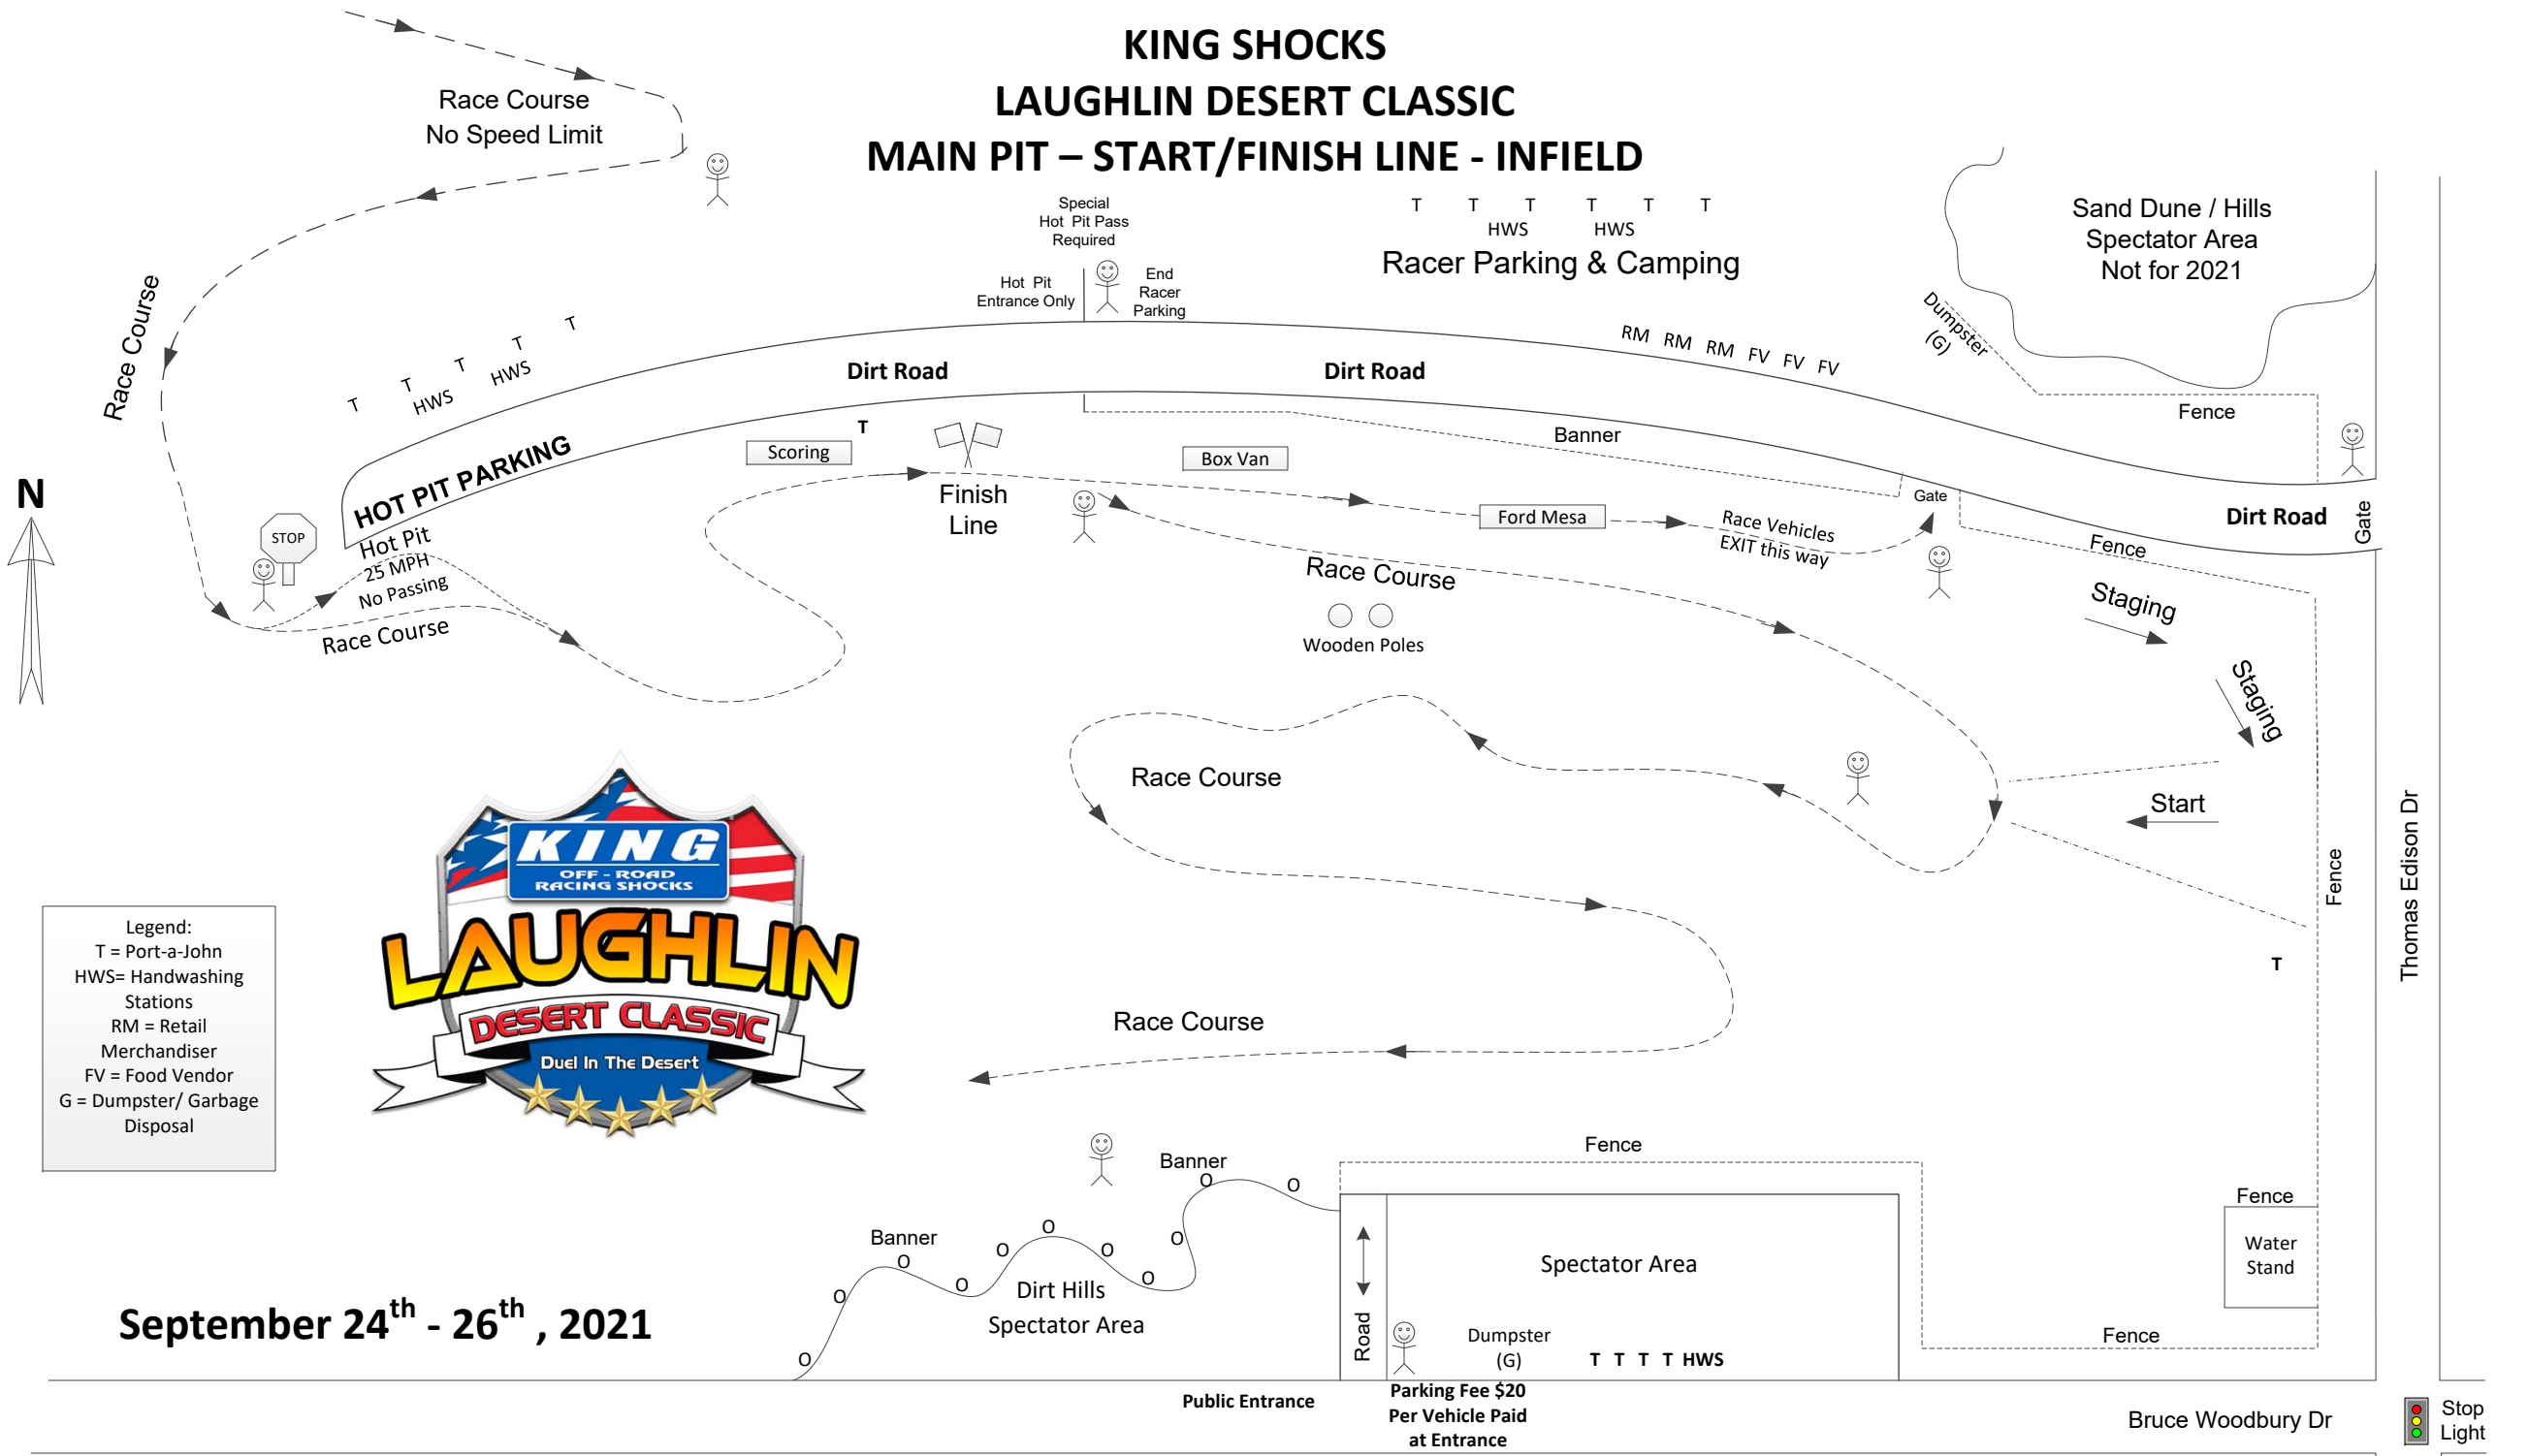 KING SHOCKS
LAUGHLIN DESERT CLASSIC
MAIN PIT – START/FINISH LINE - INFIELD
Race Course
No Speed Limit
Special
Hot Pit Pass
Required
Hot Pit
Entrance Only
End
Racer
Parking
T T T T T T
HWS HWS
Racer Parking & Camping
Sand Dune / Hills
Spectator Area
Not for 2021
Dumpster
(G)
Fence
RM RM RM FV FV FV
Race Course
T T T T T
HWS HWS
Dirt Road
Dirt Road
HOT PIT PARKING
T
Scoring
Box Van
Banner
Finish
Line
Ford Mesa
Race Vehicles
EXIT this way
Gate
Dirt Road
Gate
Fence
N
STOP
Hot Pit
25 MPH
No Passing
Race Course
Race Course
Wooden Poles
Staging
Staging
Race Course
Start
Fence
Thomas Edison Dr
T
KING
OFF - ROAD
RACING SHOCKS
LAUGHLIN
DESERT CLASSIC
Duel In The Desert
Legend:
T = Port-a-John
HWS= Handwashing
Stations
RM = Retail
Merchandiser
FV = Food Vendor
G = Dumpster/ Garbage
Disposal
Race Course
Fence
Banner
O O
Banner
O O O O O O O O O
Dirt Hills
Spectator Area
Road
Spectator Area
Dumpster
(G)
T T T T HWS
Fence
Water
Stand
Fence
September 24th - 26th , 2021
Public Entrance
Parking Fee $20
Per Vehicle Paid
at Entrance
Bruce Woodbury Dr
Stop
Light